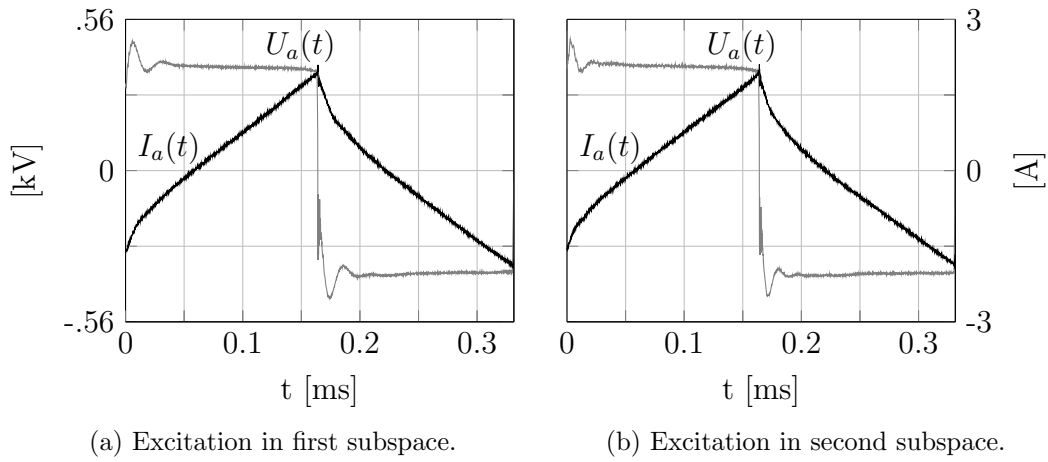 .56
U_a(t)
I_a(t)
0
[kV]
-.56
0
0.1
0.2
0.3
t [ms]
(a) Excitation in first subspace.
3
U_a(t)
I_a(t)
0
[A]
-3
0
0.1
0.2
0.3
t [ms]
(b) Excitation in second subspace.